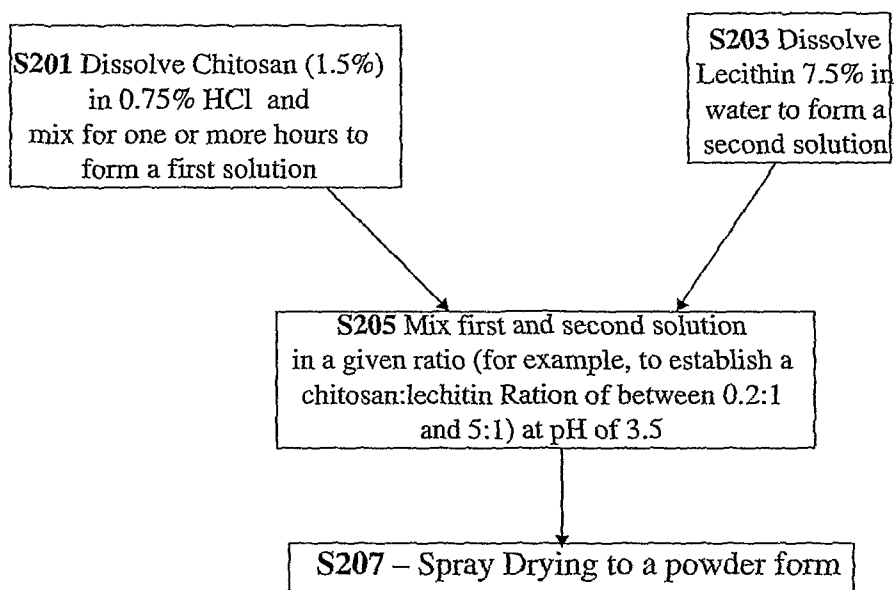 S201 Dissolve Chitosan (1.5%)
in 0.75% HCl and
mix for one or more hours to
form a first solution
S203 Dissolve
Lecithin 7.5% in
water to form a
second solution
S205 Mix first and second solution
in a given ratio (for example, to establish a
chitosan:lechitin Ration of between 0.2:1
and 5:1) at pH of 3.5
S207 – Spray Drying to a powder form